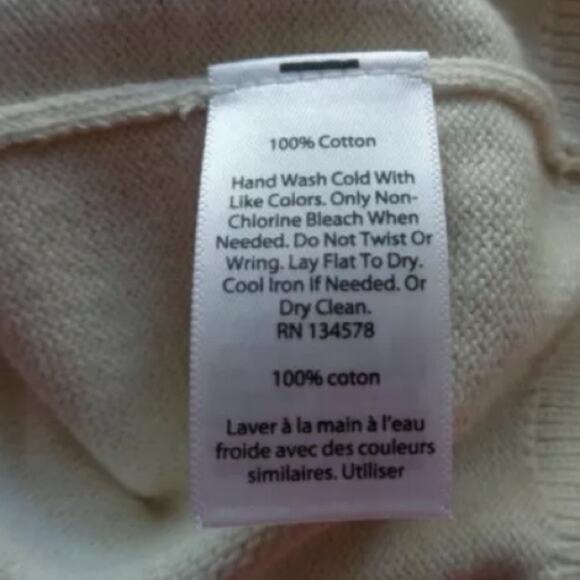 100% Cotton
Hand Wash Cold With
Like Colors. Only Non-
Chlorine Bleach When
Needed. Do Not Twist Or
Wring. Lay Flat To Dry.
Cool Iron If Needed. Or
Dry Clean.
RN 134578
100% coton
Laver à la main à l'eau
froide avec des couleurs
similaires. Utiliser